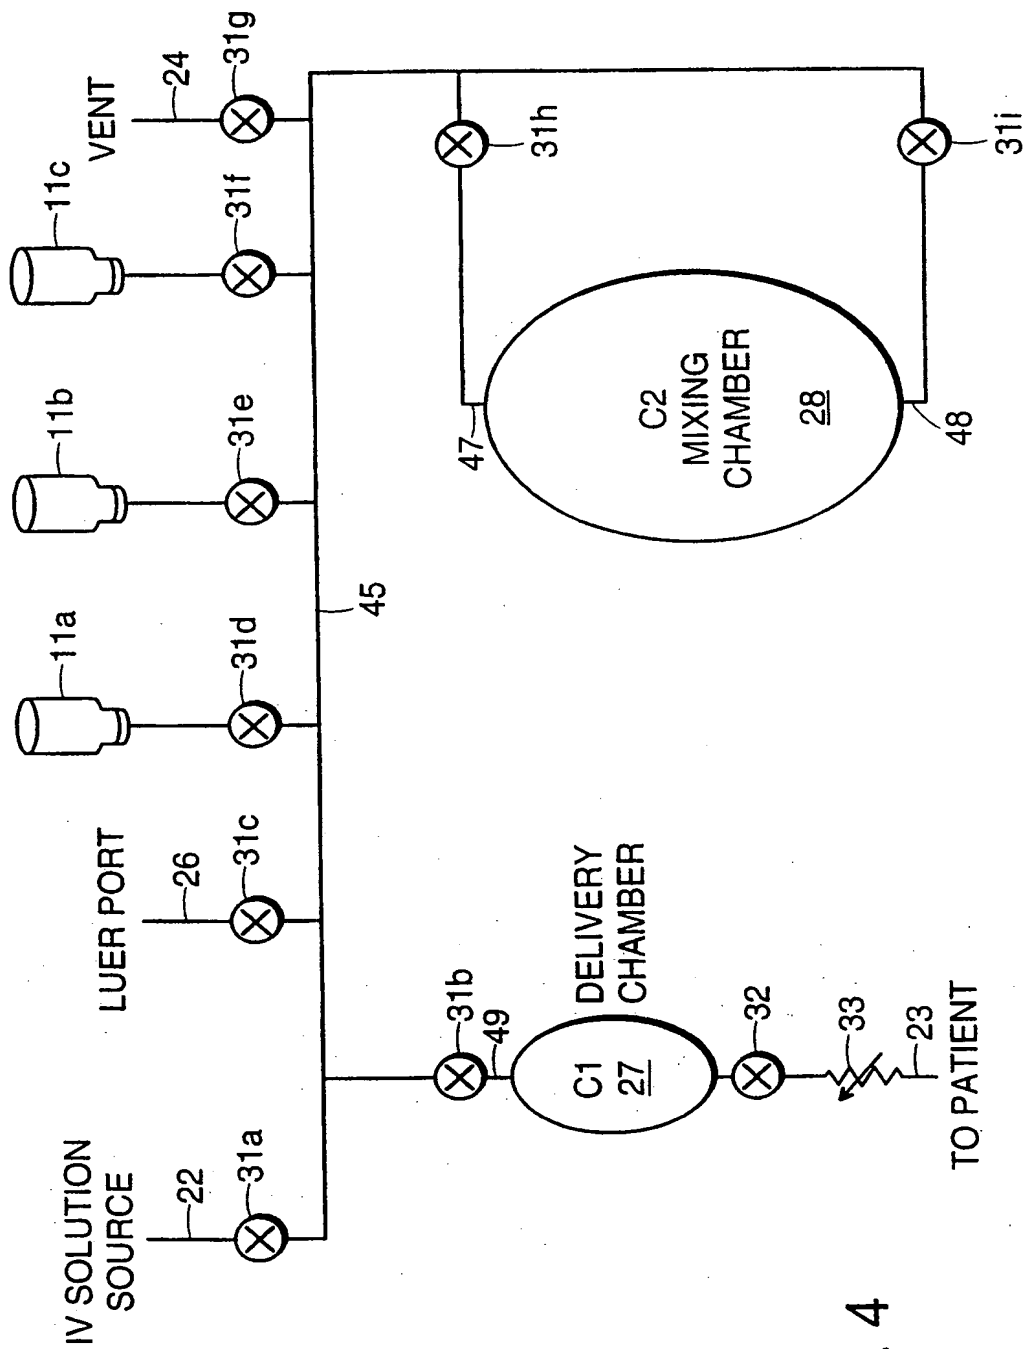 IV SOLUTION
SOURCE
22
31a
LUER PORT
26
31c
11a
31d
11b
31e
11c
31f
VENT
24
31g
45
31b
49
C1
27
DELIVERY
CHAMBER
32
33
23
TO PATIENT
47
31h
C2
MIXING
CHAMBER
28
48
31i
. 4